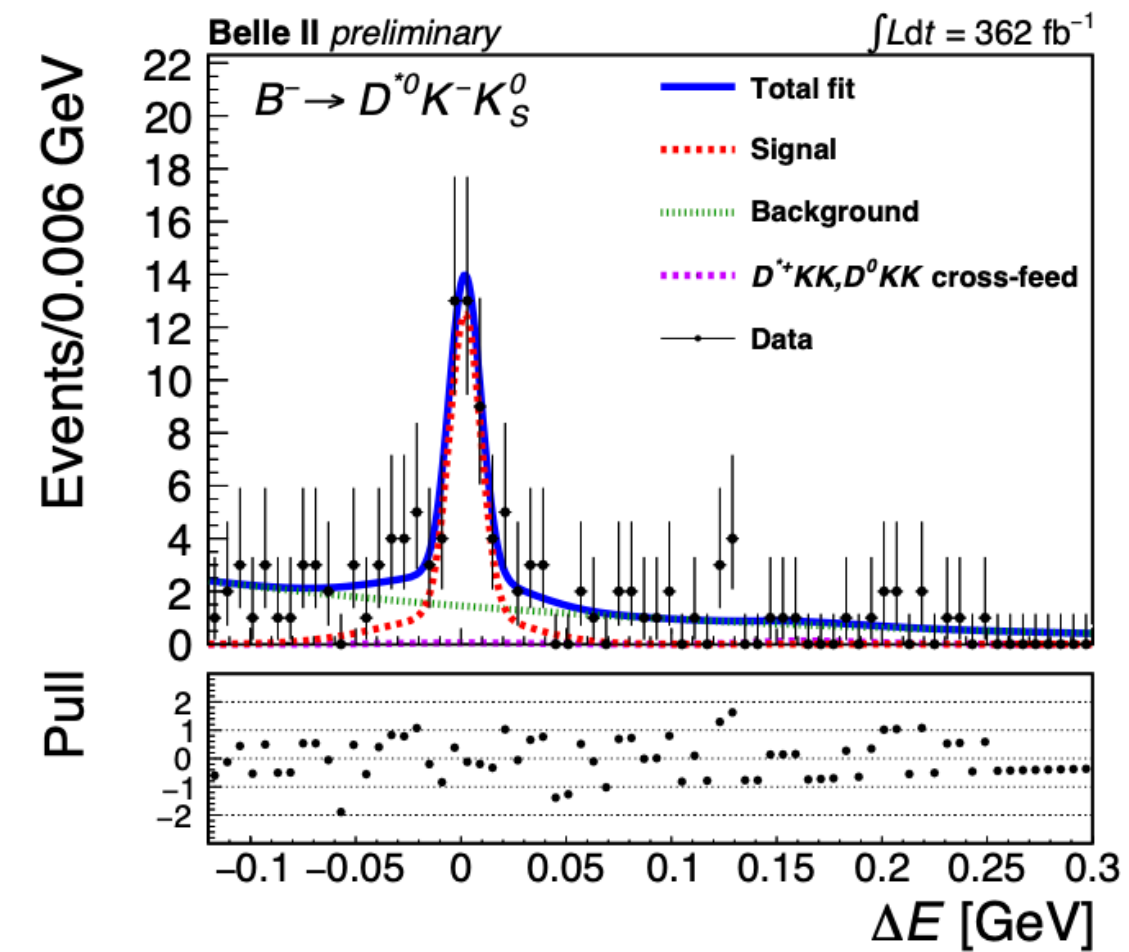 Belle II preliminary ∫Ldt = 362 fb⁻¹
B⁻→ D*⁰K⁻K⁰S
Total fit
Signal
Background
D*⁺KK,D⁰KK cross-feed
Data
Events/0.006 GeV
22
20
18
16
14
12
10
8
6
4
2
0
Pull
2
1
0
−1
−2
−0.1 −0.05 0 0.05 0.1 0.15 0.2 0.25 0.3
ΔE [GeV]